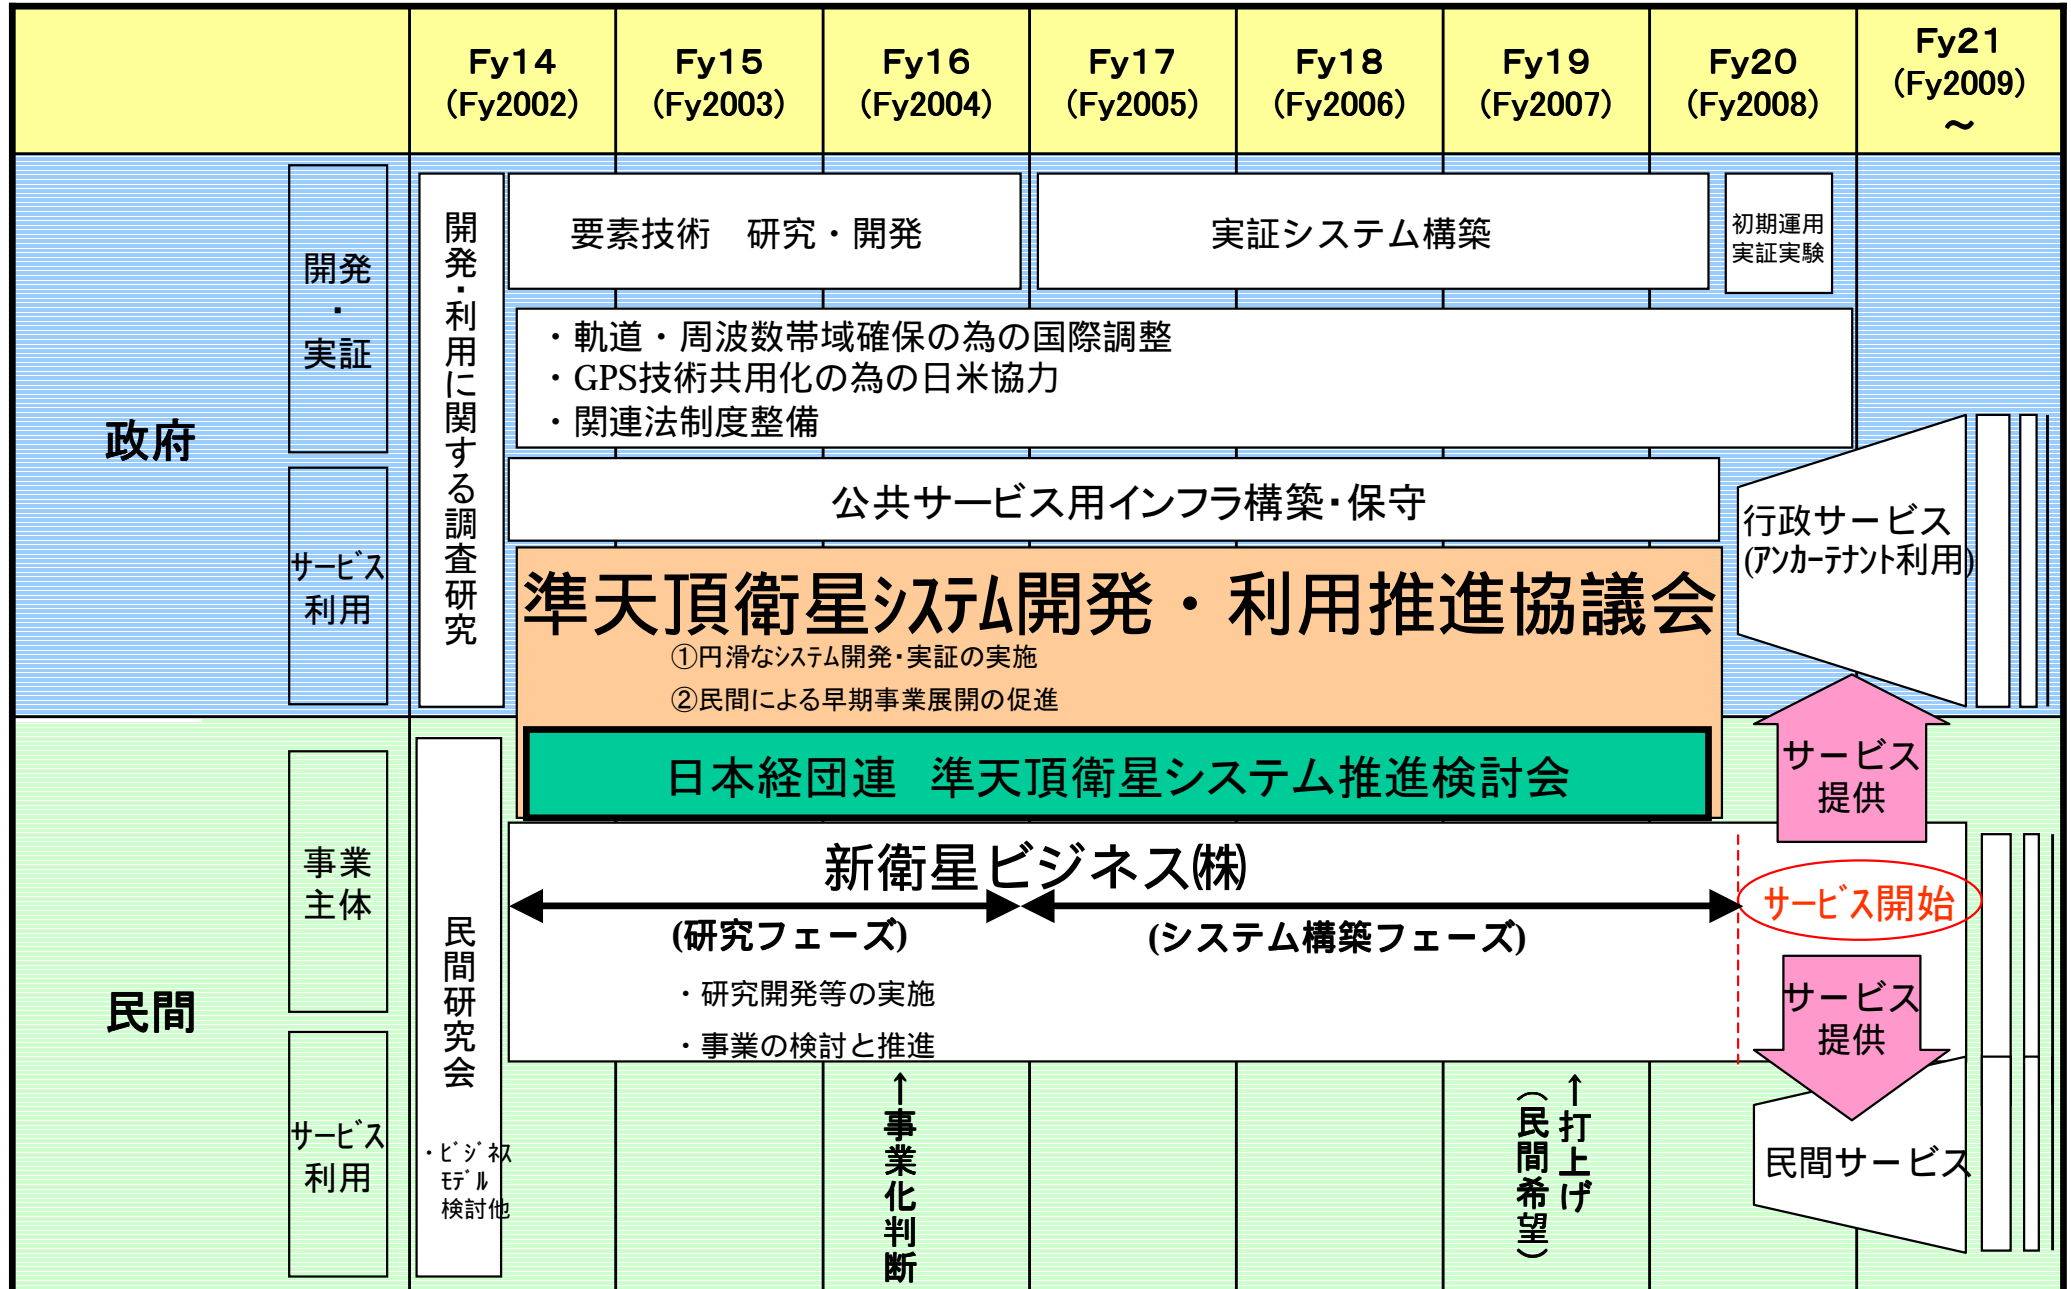 Fy14
(Fy2002)
Fy15
(Fy2003)
Fy16
(Fy2004)
Fy17
(Fy2005)
Fy18
(Fy2006)
Fy19
(Fy2007)
Fy20
(Fy2008)
Fy21
(Fy2009)
～
政府
開発
・
実証
サービス
利用
開発・利用に関する調査研究
要素技術　研究・開発
実証システム構築
初期運用
実証実験
・軌道・周波数帯域確保の為の国際調整
・GPS技術共用化の為の日米協力
・関連法制度整備
公共サービス用インフラ構築・保守
行政サービス
(アンカーテナント利用)
準天頂衛星システム開発・利用推進協議会
①円滑なシステム開発・実証の実施
②民間による早期事業展開の促進
日本経団連　準天頂衛星システム推進検討会
サービス
提供
民間
事業
主体
サービス
利用
民間研究会
・ビジネス
モデル
検討他
新衛星ビジネス㈱
(研究フェーズ)
(システム構築フェーズ)
・研究開発等の実施
・事業の検討と推進
サービス開始
サービス
提供
民間サービス
↑事業化判断
↑打上げ
（民間希望）